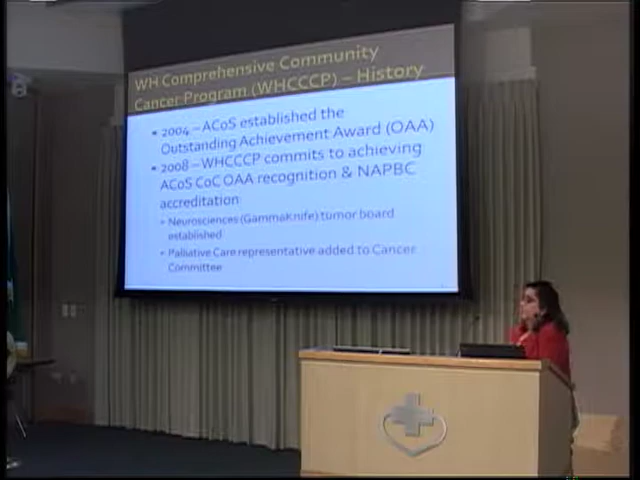 WH Comprehensive Community
Cancer Program (WHCCCP) – History
▪ 2004 – ACoS established the
Outstanding Achievement Award (OAA)
▪ 2008 – WHCCCP commits to achieving
ACoS CoC OAA recognition & NAPBC
accreditation
▪ Neurosciences (GammaKnife) tumor board
established
▪ Palliative Care representative added to Cancer
Committee